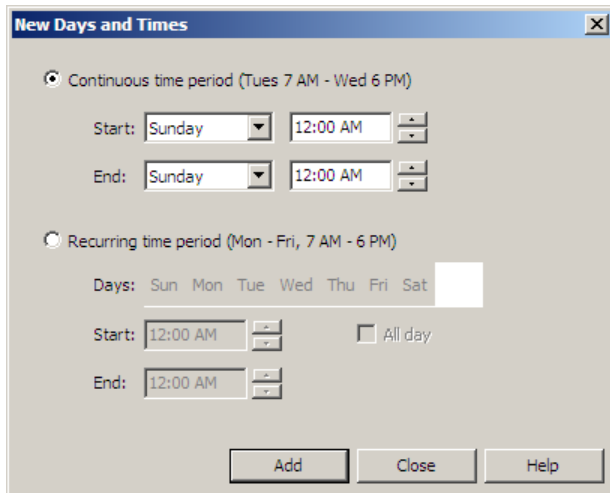 New Days and Times
Continuous time period (Tues 7 AM - Wed 6 PM)
Start: Sunday 12:00 AM
End: Sunday 12:00 AM
Recurring time period (Mon - Fri, 7 AM - 6 PM)
Days: Sun Mon Tue Wed Thu Fri Sat
Start: 12:00 AM All day
End: 12:00 AM
Add Close Help